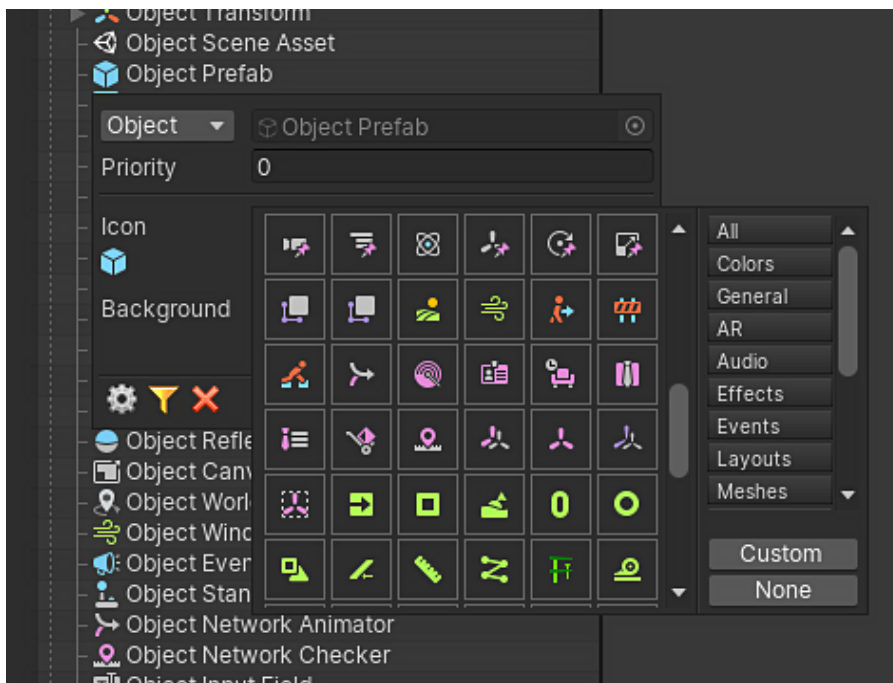 Object Transform
Object Scene Asset
Object Prefab
Object
Object Prefab
Priority
0
Icon
Background
All
Colors
General
AR
Audio
Effects
Events
Layouts
Meshes
Custom
None
Object Refle
Object Canv
Object Worl
Object Wind
Object Even
Object Stan
Object Network Animator
Object Network Checker
Object Input Field